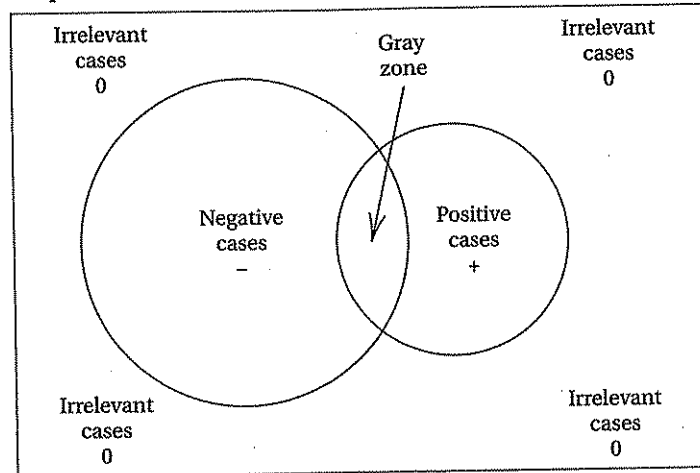 Irrelevant
cases
0
Gray
zone
Irrelevant
cases
0
Negative
cases
–
Positive
cases
+
Irrelevant
cases
0
Irrelevant
cases
0